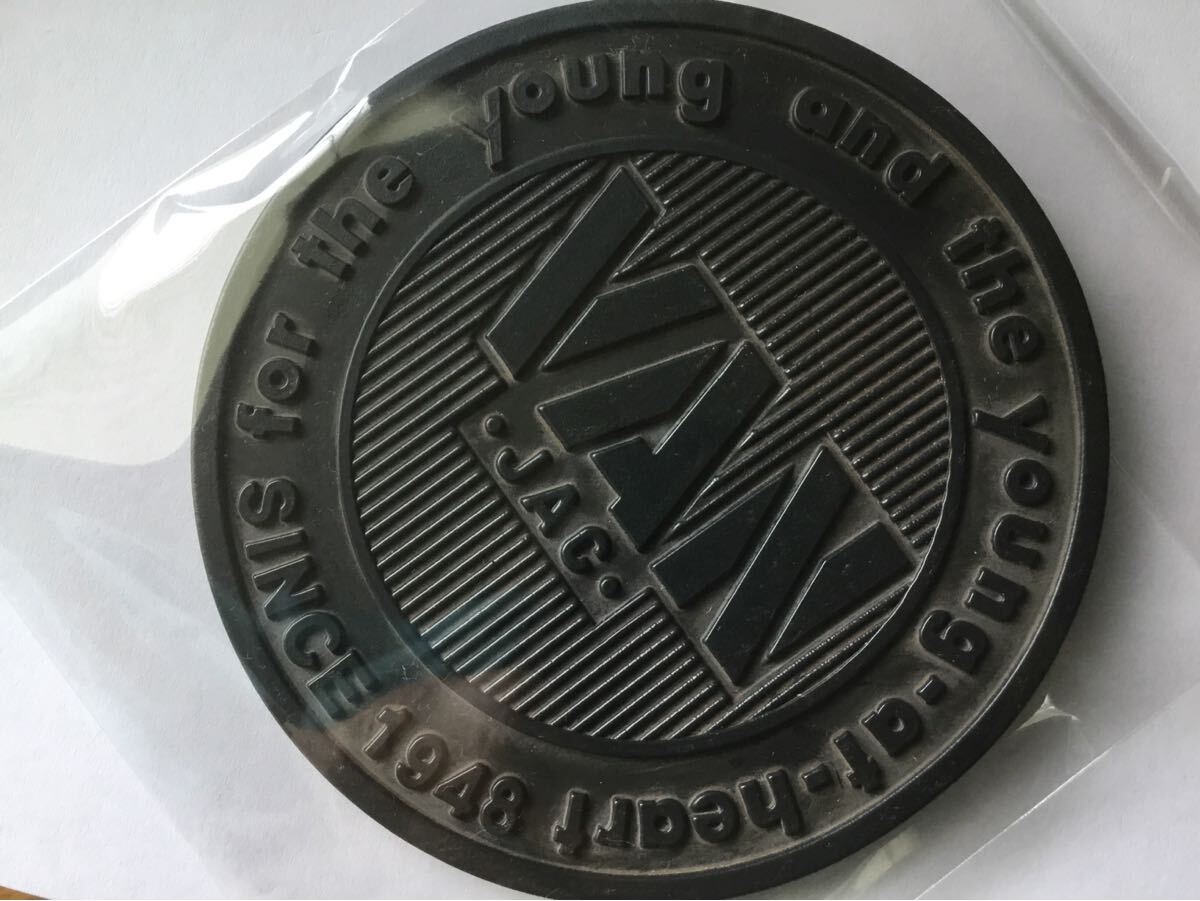 for the young and the young-at-heart
SINCE 1948
VAN
.JAC.